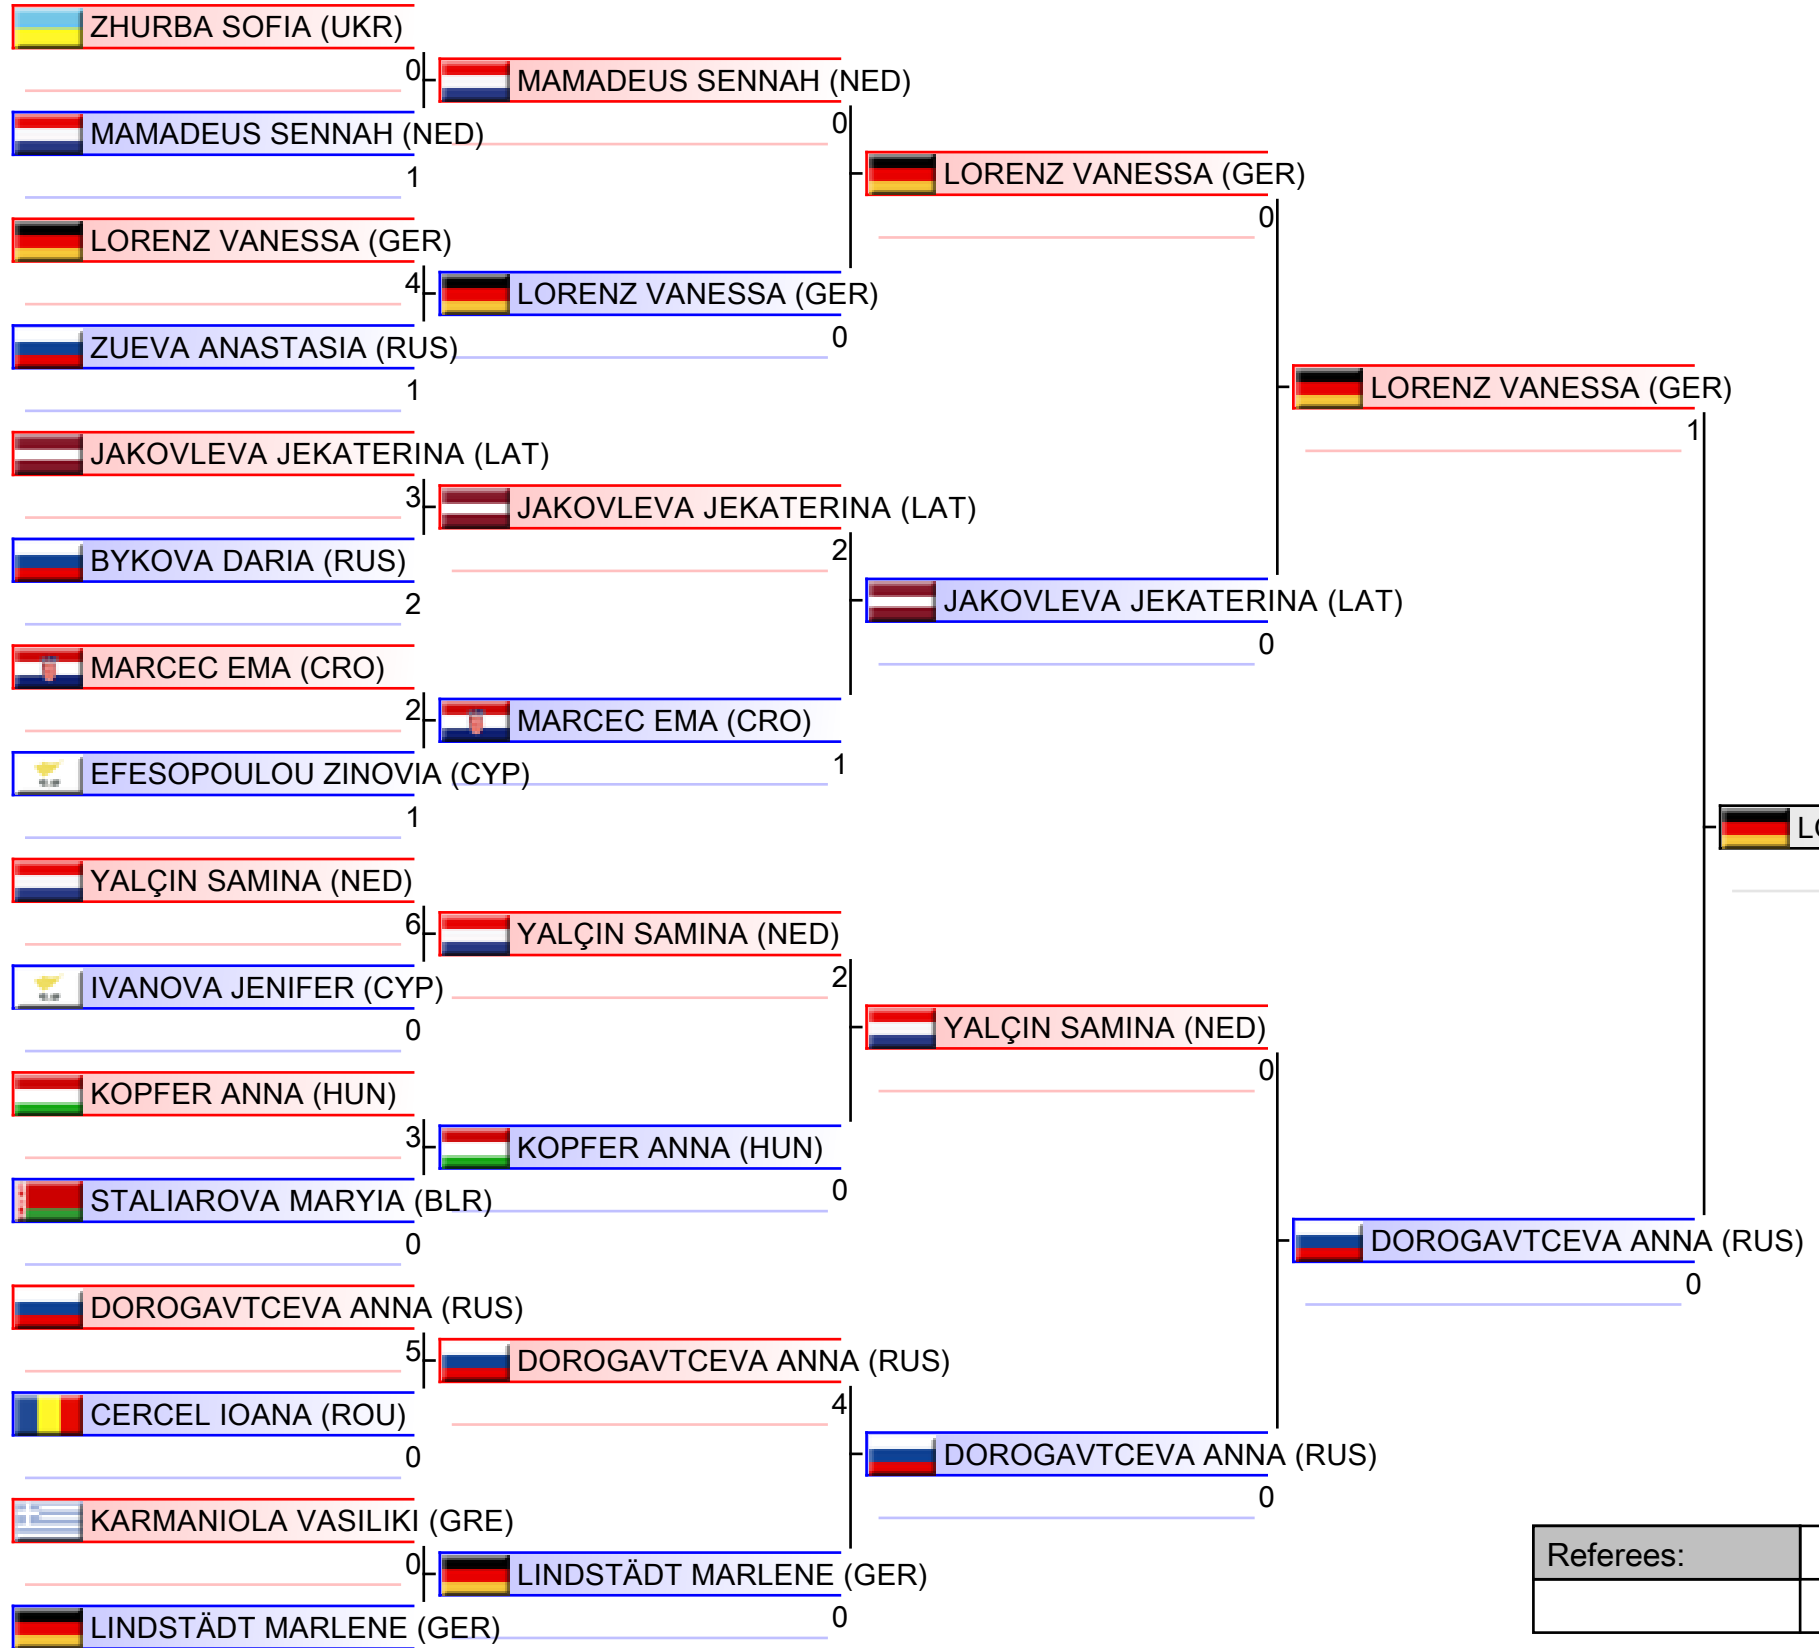 ZHURBA SOFIA (UKR)
0
MAMADEUS SENNAH (NED)
1
LORENZ VANESSA (GER)
4
ZUEVA ANASTASIA (RUS)
1
JAKOVLEVA JEKATERINA (LAT)
3
BYKOVA DARIA (RUS)
2
MARCEC EMA (CRO)
2
EFESOPOULOU ZINOVIA (CYP)
1
YALÇIN SAMINA (NED)
6
IVANOVA JENIFER (CYP)
0
KOPFER ANNA (HUN)
3
STALIAROVA MARYIA (BLR)
0
DOROGAVTCEVA ANNA (RUS)
5
CERCEL IOANA (ROU)
0
KARMANIOLA VASILIKI (GRE)
0
LINDSTÄDT MARLENE (GER)
MAMADEUS SENNAH (NED)
0
LORENZ VANESSA (GER)
0
JAKOVLEVA JEKATERINA (LAT)
2
MARCEC EMA (CRO)
1
YALÇIN SAMINA (NED)
2
KOPFER ANNA (HUN)
0
DOROGAVTCEVA ANNA (RUS)
4
LINDSTÄDT MARLENE (GER)
0
LORENZ VANESSA (GER)
0
JAKOVLEVA JEKATERINA (LAT)
0
YALÇIN SAMINA (NED)
0
DOROGAVTCEVA ANNA (RUS)
0
LORENZ VANESSA (GER)
1
DOROGAVTCEVA ANNA (RUS)
0
Referees: